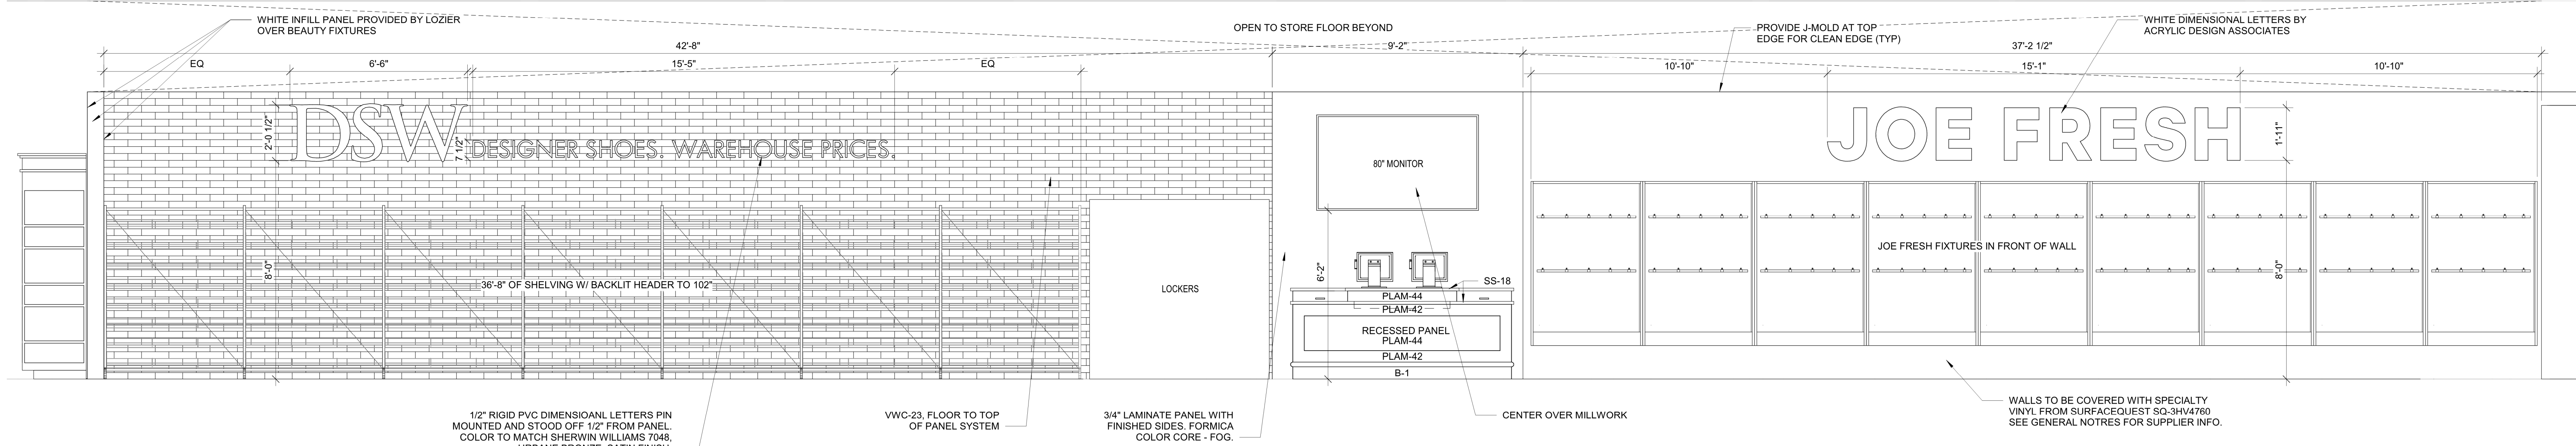 WHITE INFILL PANEL PROVIDED BY LOZIER
OVER BEAUTY FIXTURES
OPEN TO STORE FLOOR BEYOND
PROVIDE J-MOLD AT TOP
EDGE FOR CLEAN EDGE (TYP)
WHITE DIMENSIONAL LETTERS BY
ACRYLIC DESIGN ASSOCIATES
42'-8"
9'-2"
37'-2 1/2"
EQ
6'-6"
15'-5"
EQ
10'-10"
15'-1"
10'-10"
2'-0 1/2"
DSW
7 1/2"
DESIGNER SHOES. WAREHOUSE PRICES.
80" MONITOR
JOE FRESH
1'-11"
8'-0"
36'-8" OF SHELVING W/ BACKLIT HEADER TO 102"
LOCKERS
6'-2"
SS-18
PLAM-44
PLAM-42
RECESSED PANEL
PLAM-44
PLAM-42
B-1
JOE FRESH FIXTURES IN FRONT OF WALL
8'-0"
1/2" RIGID PVC DIMENSIOANL LETTERS PIN
MOUNTED AND STOOD OFF 1/2" FROM PANEL.
COLOR TO MATCH SHERWIN WILLIAMS 7048,
URBANE BRONZE, SATIN FINISH.
VWC-23, FLOOR TO TOP
OF PANEL SYSTEM
3/4" LAMINATE PANEL WITH
FINISHED SIDES. FORMICA
COLOR CORE - FOG.
CENTER OVER MILLWORK
WALLS TO BE COVERED WITH SPECIALTY
VINYL FROM SURFACEQUEST SQ-3HV4760
SEE GENERAL NOTRES FOR SUPPLIER INFO.